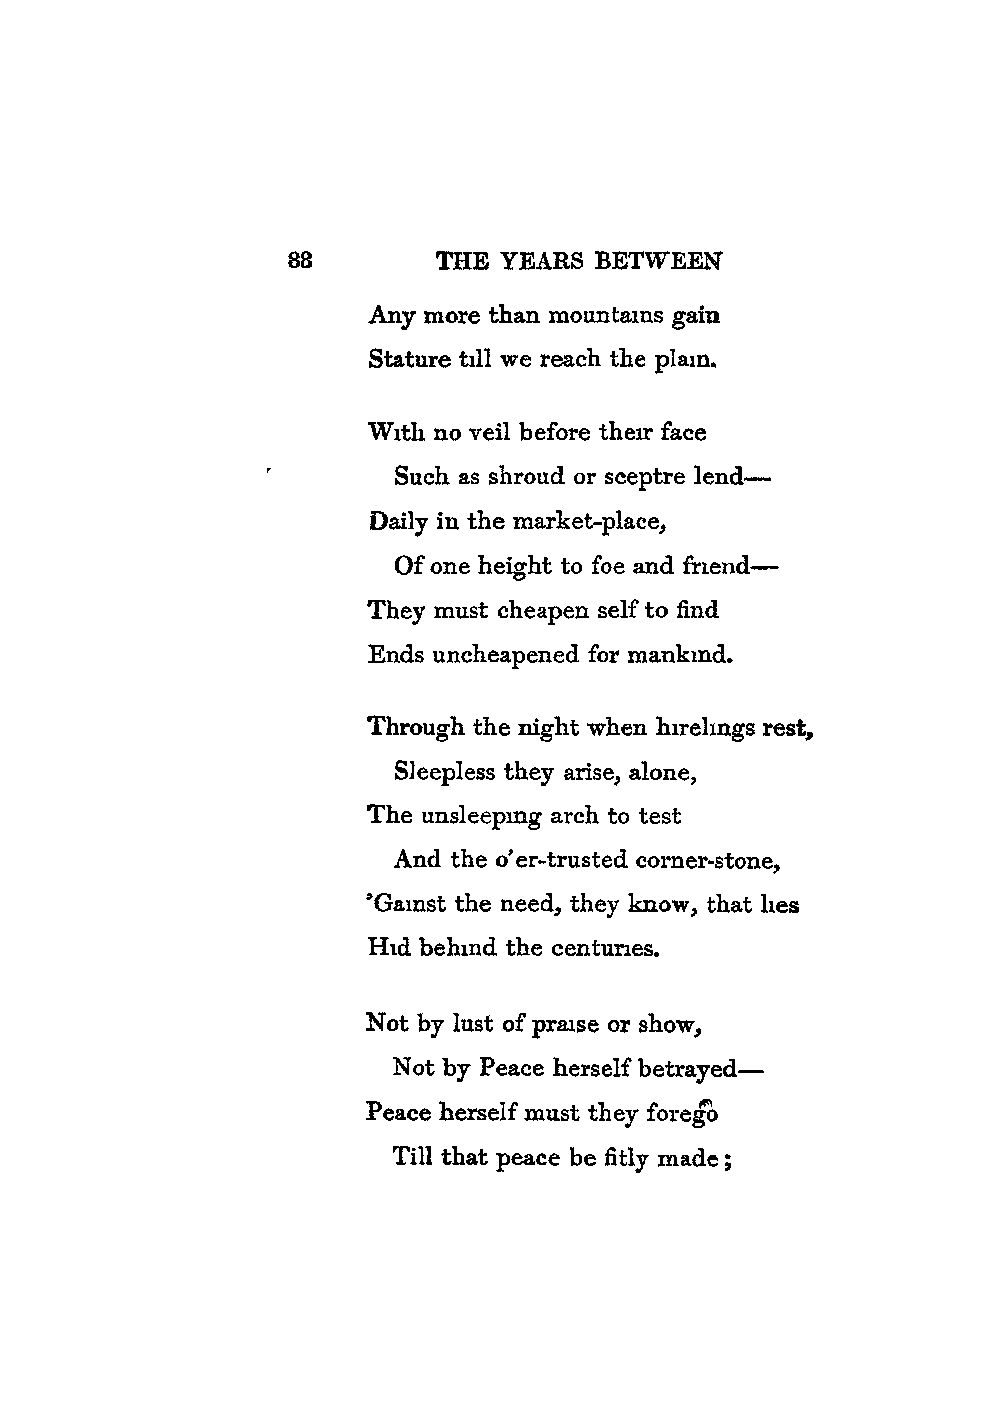 88 THE YEARS BETWEEN
Any more than mountains gain
Stature till we reach the plain.
With no veil before their face
Such as shroud or sceptre lend—
Daily in the market-place,
Of one height to foe and friend—
They must cheapen self to find
Ends uncheapened for mankind.
Through the night when hirelings rest,
Sleepless they arise, alone,
The unsleeping arch to test
And the o'er-trusted corner-stone,
'Gainst the need, they know, that lies
Hid behind the centuries.
Not by lust of praise or show,
Not by Peace herself betrayed—
Peace herself must they forego
Till that peace be fitly made;